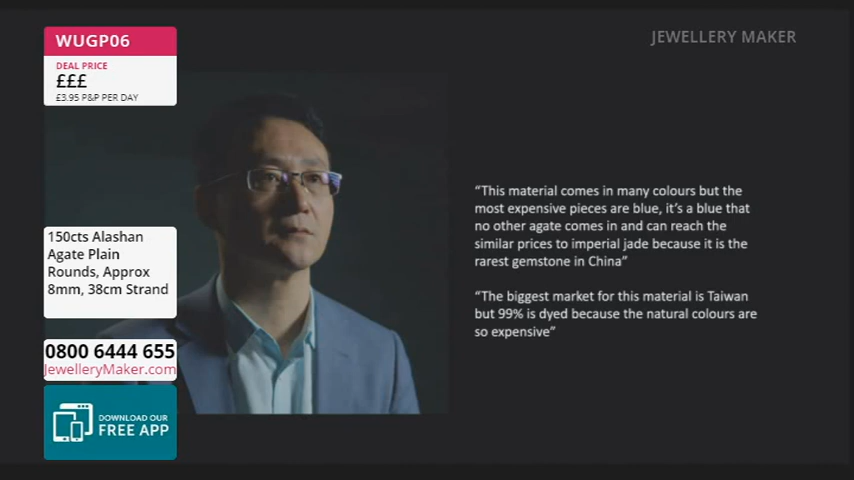 WUGP06
DEAL PRICE
£££
£3.95 P&P PER DAY
JEWELLERY MAKER
150cts Alashan
Agate Plain
Rounds, Approx
8mm, 38cm Strand
0800 6444 655
JewelleryMaker.com
DOWNLOAD OUR
FREE APP
“This material comes in many colours but the
most expensive pieces are blue, it’s a blue that
no other agate comes in and can reach the
similar prices to imperial jade because it is the
rarest gemstone in China”
“The biggest market for this material is Taiwan
but 99% is dyed because the natural colours are
so expensive”